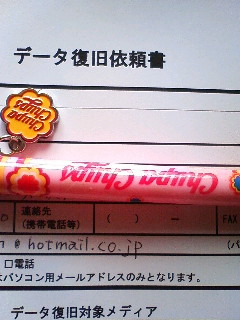 データ復旧依頼書
Chupa
Chups
Chupa Chups
連絡先
(携帯電話等)
( ) −
@hotmail.co.jp
□電話
パソコン用メールアドレスのみとなります。
データ復旧対象メディア